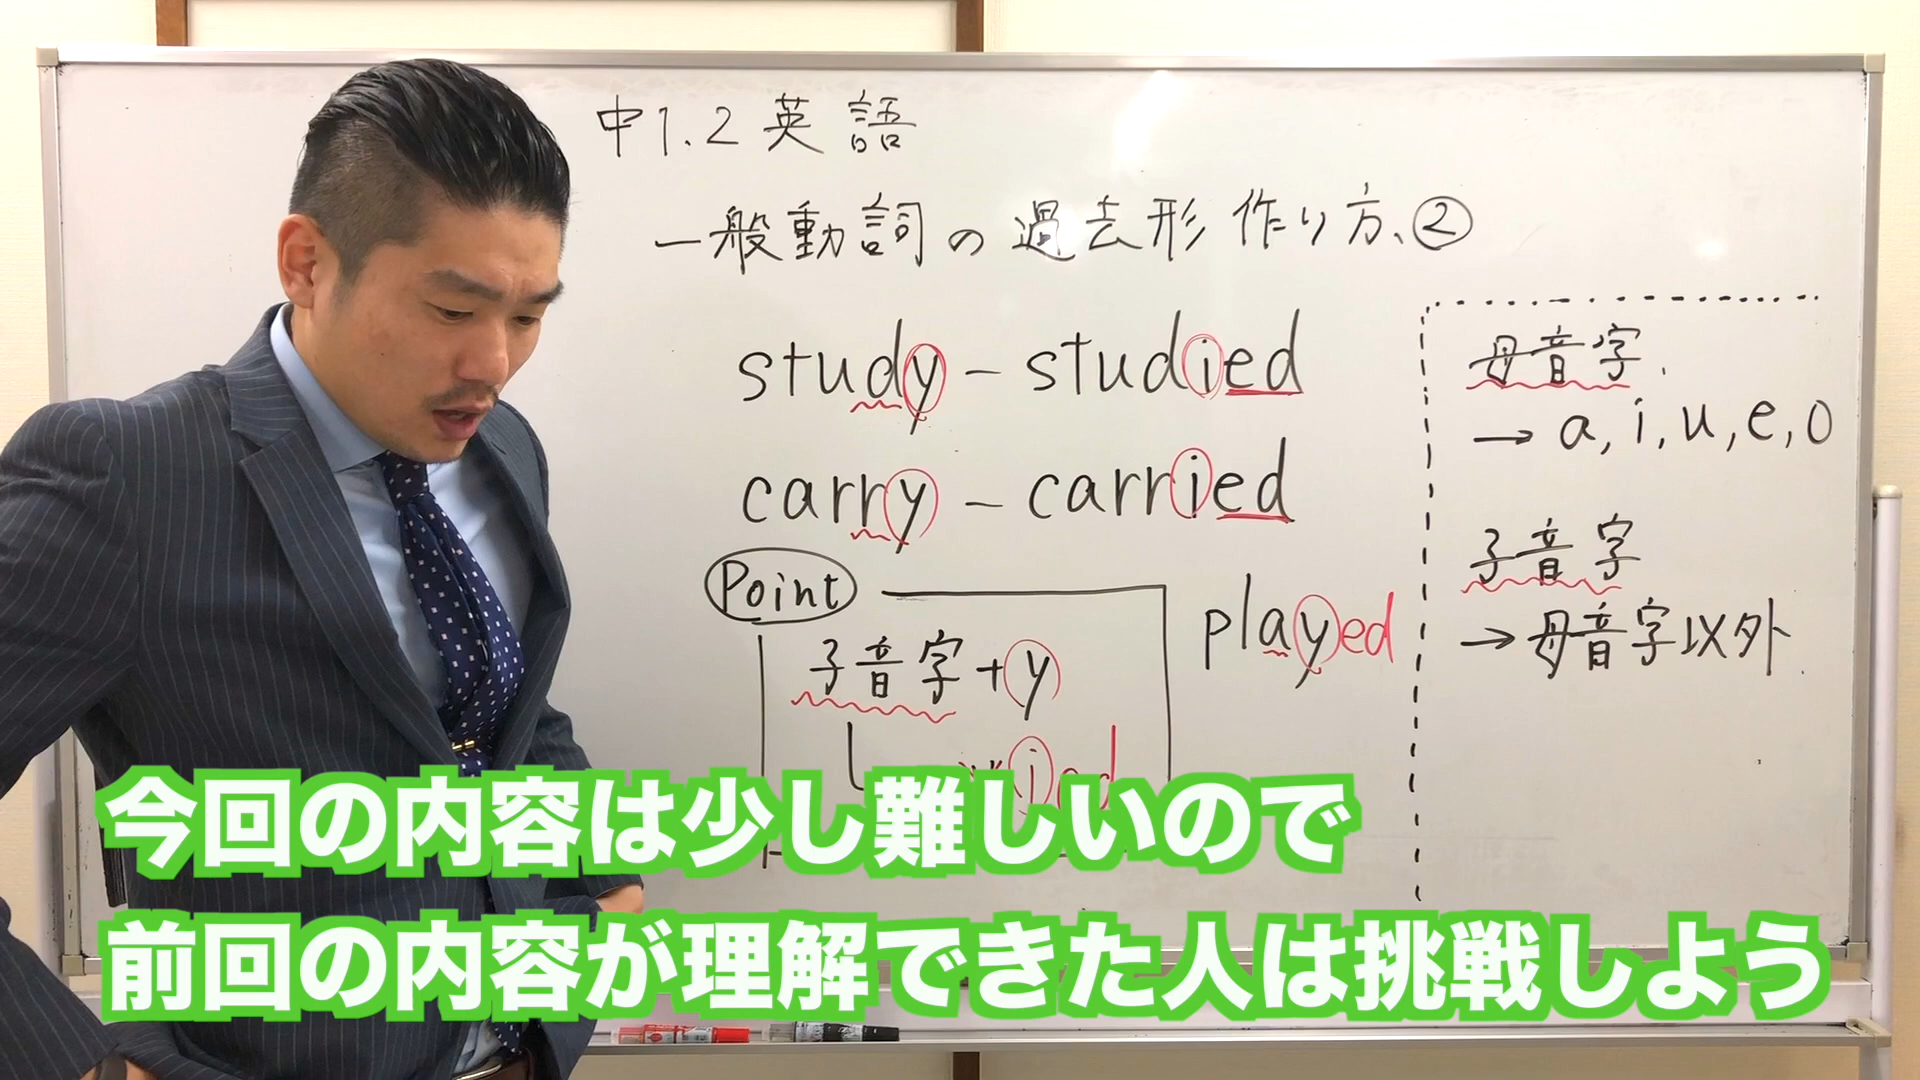 中1.2 英語
一般動詞の過去形 作り方、②
study - studied
carry - carried
Point
子音字+y
played
母音字
→ a, i, u, e, o
子音字
→ 母音字以外
今回の内容は少し難しいので
前回の内容が理解できた人は挑戦しよう